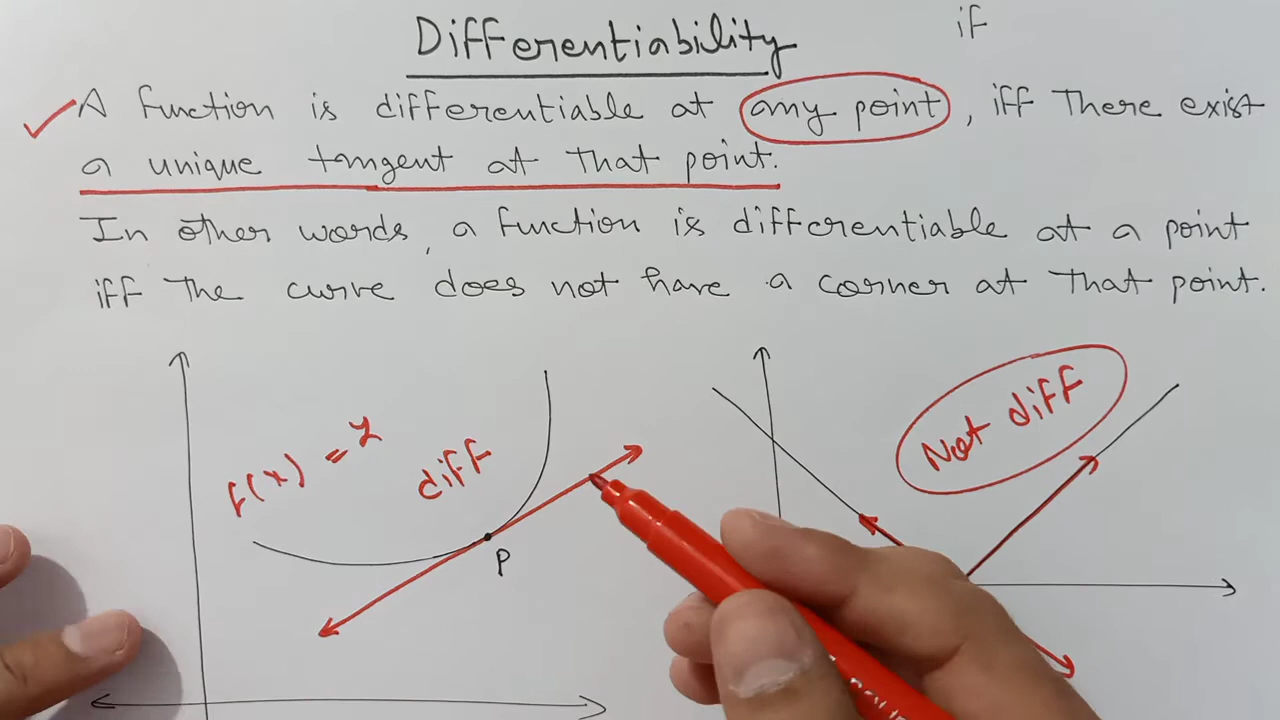 Differentiability
if
A function is differentiable at any point, iff There exist
a unique tangent at That point.
In other words, a function is differentiable at a point
iff The curve does not have a corner at That point.
diff
P
Not diff